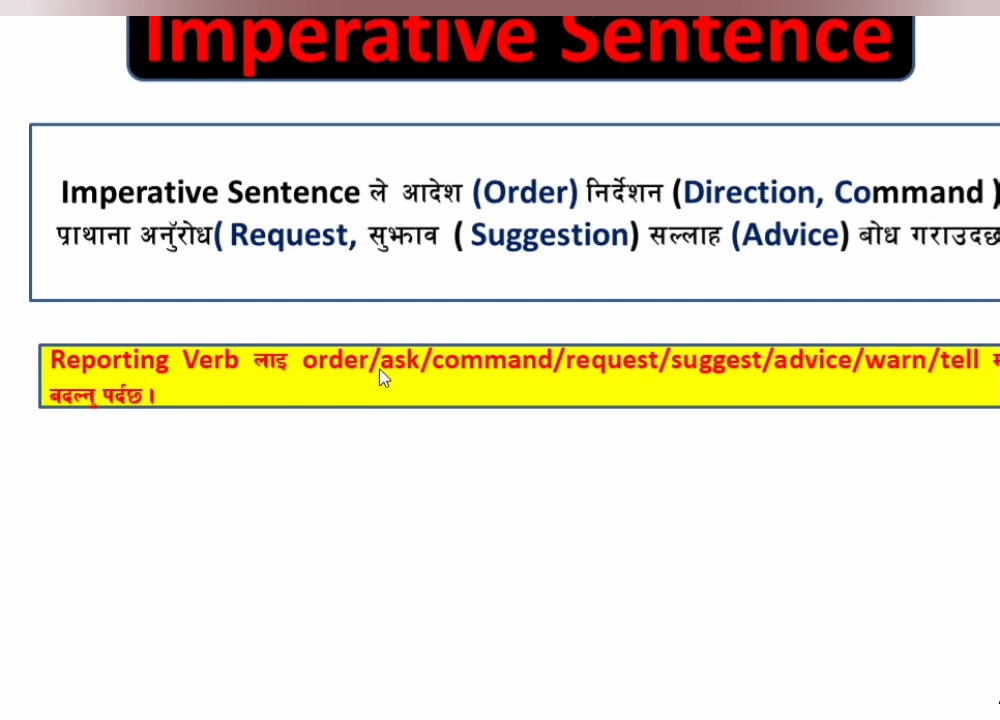 Imperative Sentence
Imperative Sentence ले आदेश (Order) निर्देशन (Direction, Command )
प्राथाना अनुँरोध( Request, सुझाव ( Suggestion) सल्लाह (Advice) बोध गराउदछ
Reporting Verb लाइ order/ask/command/request/suggest/advice/warn/tell
बदल्नु पर्दछ ।